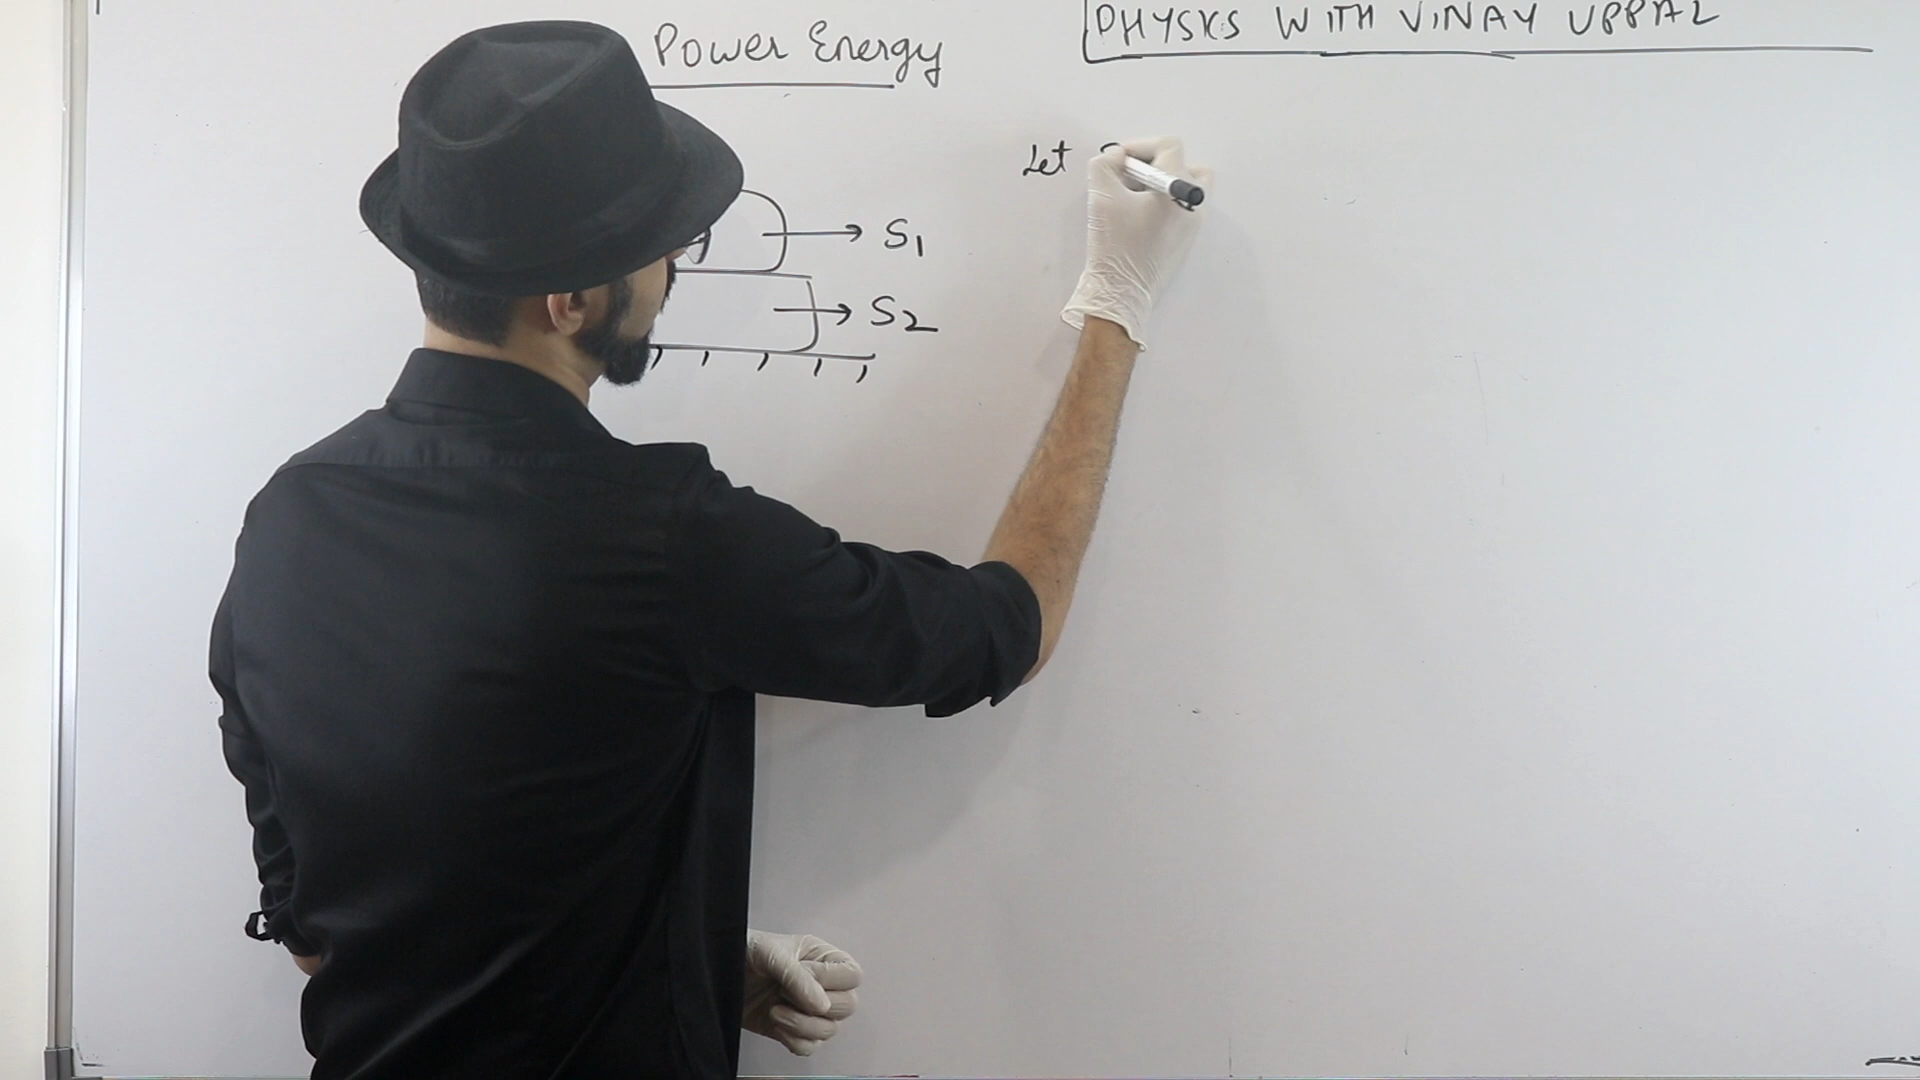 Power Energy
PHYSICS WITH VINAY UPPAL
Let
S1
S2